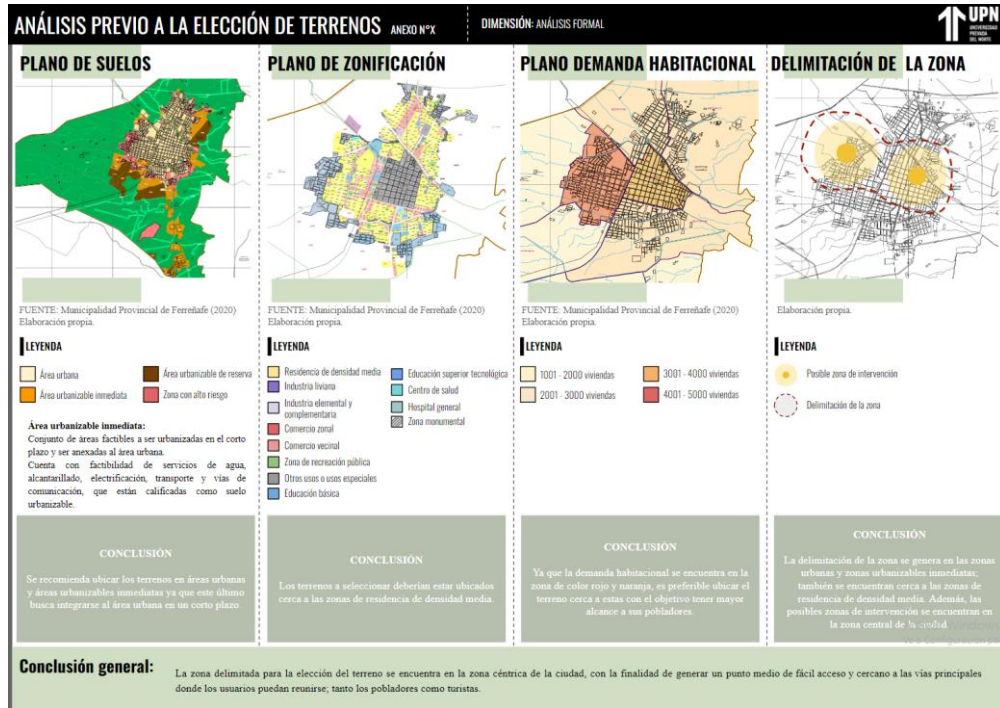 ANÁLISIS PREVIO A LA ELECCIÓN DE TERRENOS ANEXO N°X
DIMENSIÓN: ANÁLISIS FORMAL
UPN
UNIVERSIDAD
PRIVADA
DEL NORTE
PLANO DE SUELOS
FUENTE: Municipalidad Provincial de Ferreñafe (2020)
Elaboración propia.
LEYENDA
Área urbana
Área urbanizable de reserva
Área urbanizable inmediata
Zona con alto riesgo
Área urbanizable inmediata:
Conjunto de áreas factibles a ser urbanizadas en el corto
plazo y ser anexadas al área urbana.
Cuenta con factibilidad de servicios de agua,
alcantarillado, electrificación, transporte y vías de
comunicación, que están calificadas como suelo
urbanizable.
CONCLUSIÓN
Se recomienda ubicar los terrenos en áreas urbanas
y áreas urbanizables inmediatas ya que este último
busca integrarse al área urbana en un corto plazo.
PLANO DE ZONIFICACIÓN
FUENTE: Municipalidad Provincial de Ferreñafe (2020)
Elaboración propia.
LEYENDA
Residencia de densidad media
Industria liviana
Industria elemental y
complementaria
Comercio zonal
Comercio vecinal
Zona de recreación pública
Otros usos o usos especiales
Educación básica
Educación superior tecnológica
Centro de salud
Hospital general
Zona monumental
CONCLUSIÓN
Los terrenos a seleccionar deberían estar ubicados
cerca a las zonas de residencia de densidad media.
PLANO DEMANDA HABITACIONAL
FUENTE: Municipalidad Provincial de Ferreñafe (2020)
Elaboración propia.
LEYENDA
1001 - 2000 viviendas
3001 - 4000 viviendas
2001 - 3000 viviendas
4001 - 5000 viviendas
CONCLUSIÓN
Ya que la demanda habitacional se encuentra en la
zona de color rojo y naranja, es preferible ubicar el
terreno cerca a estas con el objetivo tener mayor
alcance a sus pobladores.
DELIMITACIÓN DE LA ZONA
Elaboración propia.
LEYENDA
Posible zona de intervención
Delimitación de la zona
CONCLUSIÓN
La delimitación de la zona se genera en las zonas
urbanas y zonas urbanizables inmediatas;
también se encuentran cerca a las zonas de
residencia de densidad media. Además, las
posibles zonas de intervención se encuentran en
la zona central de la ciudad.
Conclusión general:
La zona delimitada para la elección del terreno se encuentra en la zona céntrica de la ciudad, con la finalidad de generar un punto medio de fácil acceso y cercano a las vías principales
donde los usuarios puedan reunirse; tanto los pobladores como turistas.